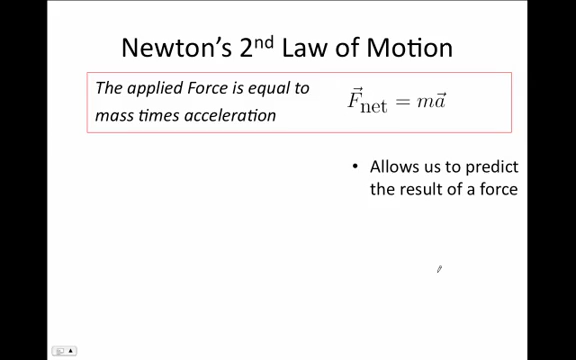 Newton's 2nd Law of Motion
The applied Force is equal to
mass times acceleration
F⃗net = ma⃗
• Allows us to predict
the result of a force